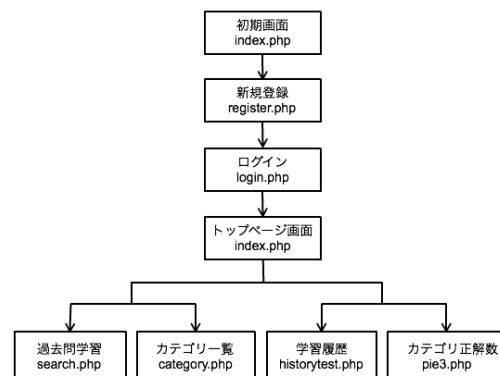 初期画面
index.php
新規登録
register.php
ログイン
login.php
トップページ画面
index.php
過去問学習
search.php
カテゴリ一覧
category.php
学習履歴
historytest.php
カテゴリ正解数
pie3.php